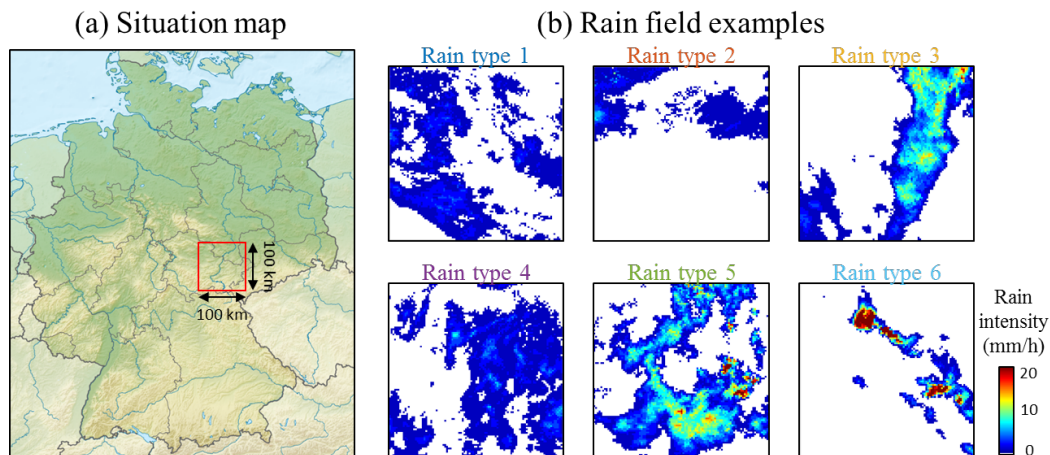 (a) Situation map
(b) Rain field examples
Rain type 1
Rain type 2
Rain type 3
100 km
100 km
Rain type 4
Rain type 5
Rain type 6
Rain
intensity
(mm/h)
20
10
0